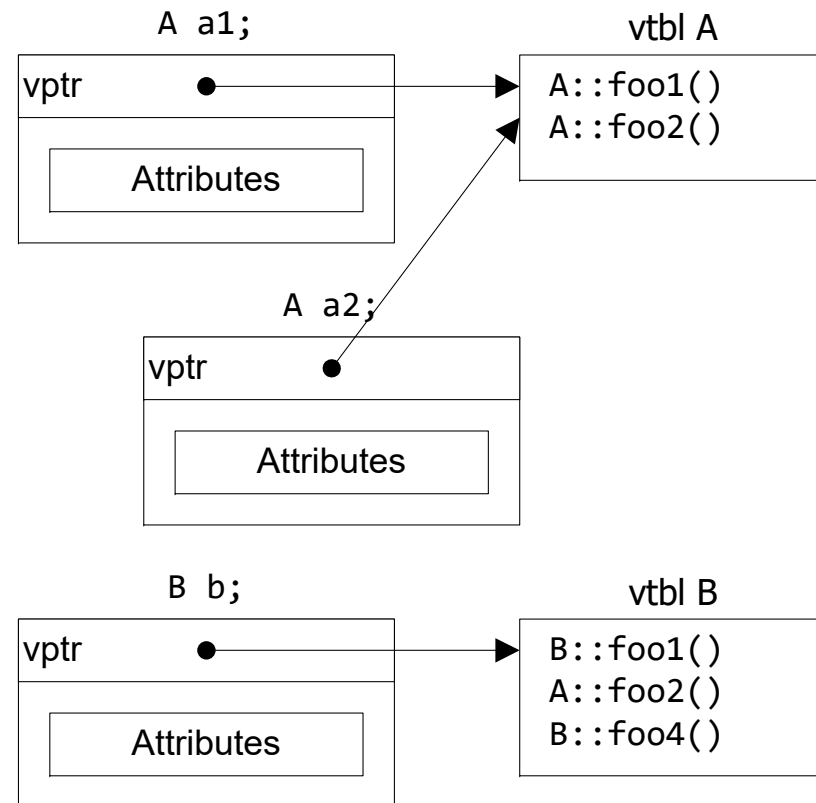 A a1;
vtbl A
vptr
A::foo1()
A::foo2()
Attributes
A a2;
vptr
Attributes
B b;
vtbl B
vptr
B::foo1()
A::foo2()
B::foo4()
Attributes